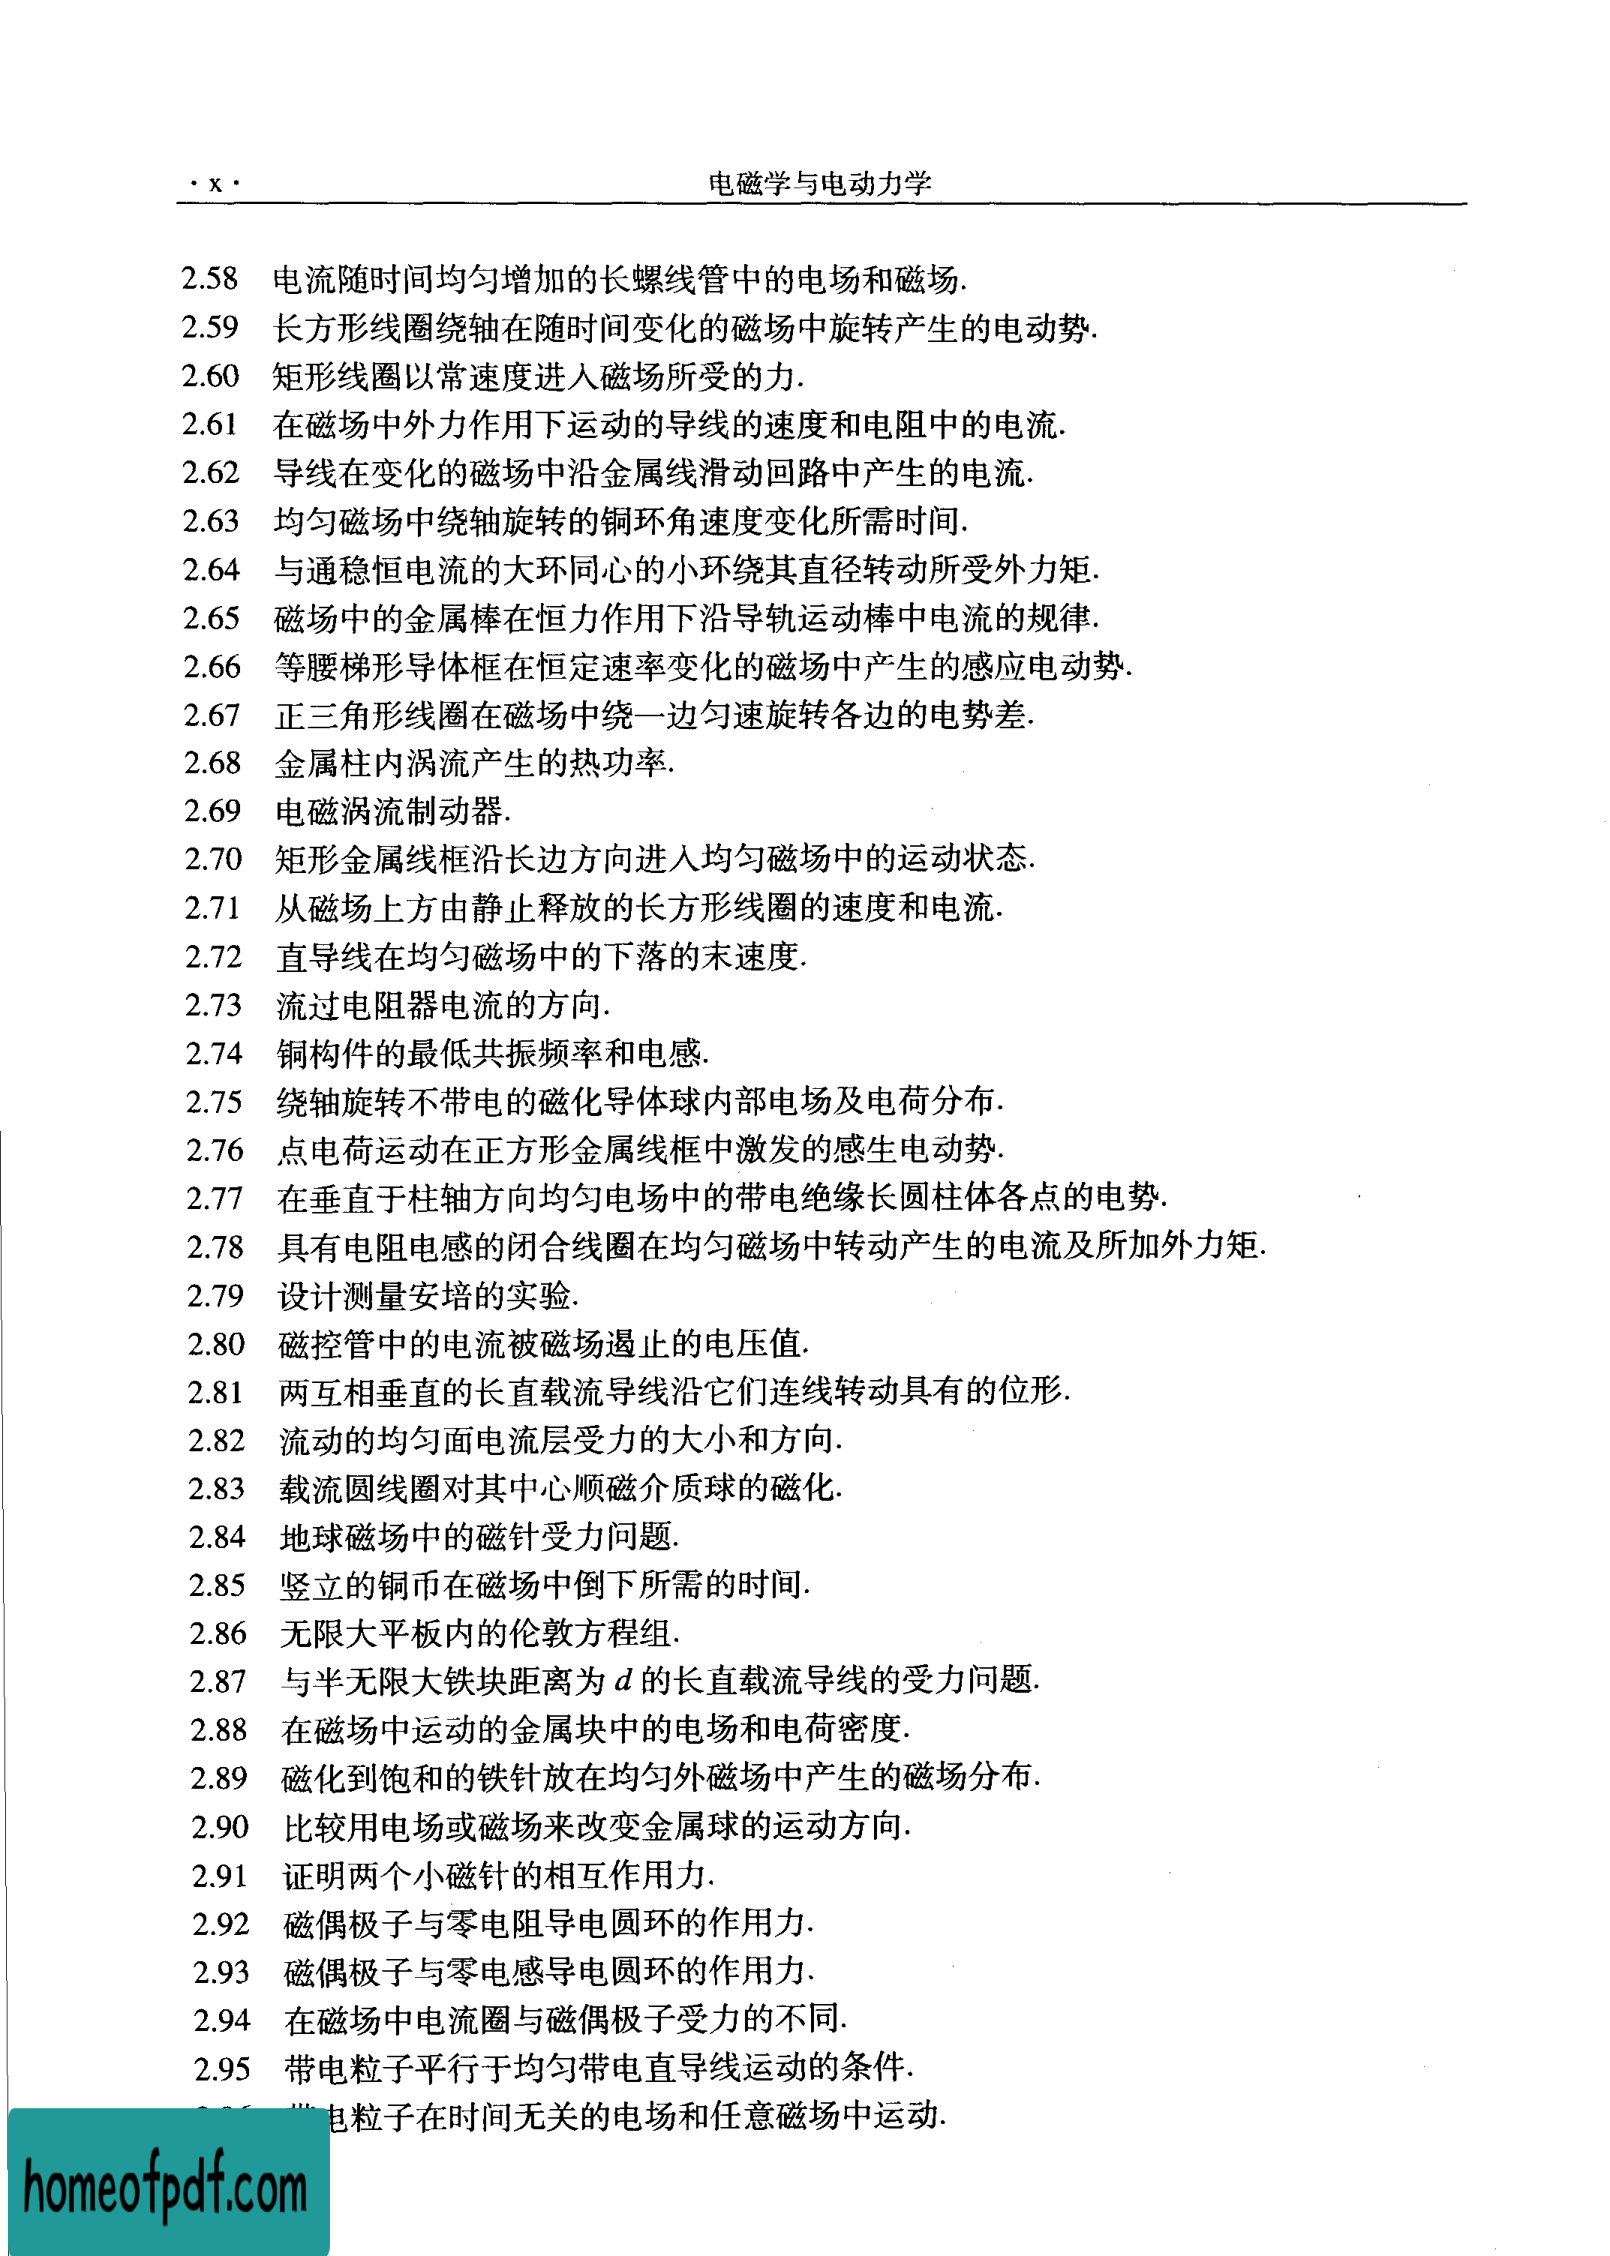 · x ·
电磁学与电动力学
2.58 电流随时间均匀增加的长螺线管中的电场和磁场.
2.59 长方形线圈绕轴在随时间变化的磁场中旋转产生的电动势.
2.60 矩形线圈以常速度进入磁场所受的力.
2.61 在磁场中外力作用下运动的导线的速度和电阻中的电流.
2.62 导线在变化的磁场中沿金属线滑动回路中产生的电流.
2.63 均匀磁场中绕轴旋转的铜环角速度变化所需时间.
2.64 与通稳恒电流的大环同心的小环绕其直径转动所受外力矩.
2.65 磁场中的金属棒在恒力作用下沿导轨运动棒中电流的规律.
2.66 等腰梯形导体框在恒定速率变化的磁场中产生的感应电动势.
2.67 正三角形线圈在磁场中绕一边匀速旋转各边的电势差.
2.68 金属柱内涡流产生的热功率.
2.69 电磁涡流制动器.
2.70 矩形金属线框沿长边方向进入均匀磁场中的运动状态.
2.71 从磁场上方由静止释放的长方形线圈的速度和电流.
2.72 直导线在均匀磁场中的下落的末速度.
2.73 流过电阻器电流的方向.
2.74 铜构件的最低共振频率和电感.
2.75 绕轴旋转不带电的磁化导体球内部电场及电荷分布.
2.76 点电荷运动在正方形金属线框中激发的感生电动势.
2.77 在垂直于柱轴方向均匀电场中的带电绝缘长圆柱体各点的电势.
2.78 具有电阻电感的闭合线圈在均匀磁场中转动产生的电流及所加外力矩.
2.79 设计测量安培的实验.
2.80 磁控管中的电流被磁场遏止的电压值.
2.81 两互相垂直的长直载流导线沿它们连线转动具有的位形.
2.82 流动的均匀面电流层受力的大小和方向.
2.83 载流圆线圈对其中心顺磁介质球的磁化.
2.84 地球磁场中的磁针受力问题.
2.85 竖立的铜币在磁场中倒下所需的时间.
2.86 无限大平板内的伦敦方程组.
2.87 与半无限大铁块距离为 d 的长直载流导线的受力问题.
2.88 在磁场中运动的金属块中的电场和电荷密度.
2.89 磁化到饱和的铁针放在均匀外磁场中产生的磁场分布.
2.90 比较用电场或磁场来改变金属球的运动方向.
2.91 证明两个小磁针的相互作用力.
2.92 磁偶极子与零电阻导电圆环的作用力.
2.93 磁偶极子与零电感导电圆环的作用力.
2.94 在磁场中电流圈与磁偶极子受力的不同.
2.95 带电粒子平行于均匀带电直导线运动的条件.
电粒子在时间无关的电场和任意磁场中运动.
homeofpdf.com